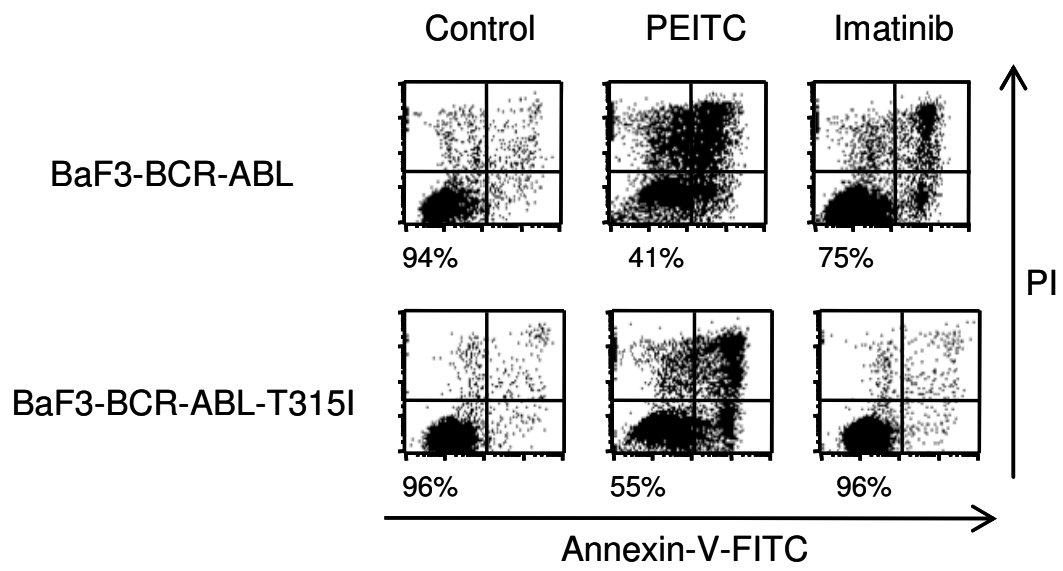 Control PEITC Imatinib
BaF3-BCR-ABL
94% 41% 75%
PI
BaF3-BCR-ABL-T315I
96% 55% 96%
Annexin-V-FITC